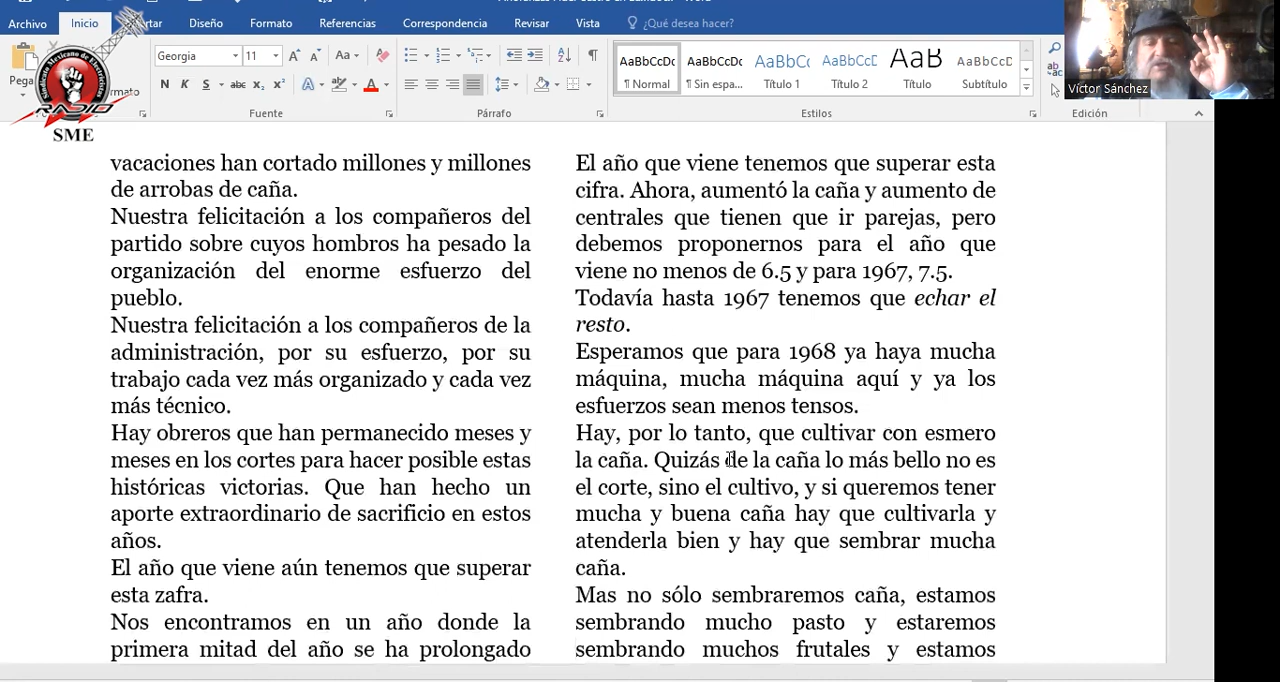 Archivo
Inicio
Insertar
Diseño
Formato
Referencias
Correspondencia
Revisar
Vista
¿Qué desea hacer?
Georgia
11
Aa
N K S abc x₂ x²
A
Fuente
Párrafo
AaBbCcDc
¶ Normal
AaBbCcDc
¶ Sin espa...
AaBbCc
Título 1
AaBbCcD
Título 2
AaB
Título
AaBbCcD
Subtítulo
Estilos
Edición
Víctor Sánchez
Sindicato Mexicano de Electricistas
RADIO
SME
vacaciones han cortado millones y millones
de arrobas de caña.
Nuestra felicitación a los compañeros del
partido sobre cuyos hombros ha pesado la
organización del enorme esfuerzo del
pueblo.
Nuestra felicitación a los compañeros de la
administración, por su esfuerzo, por su
trabajo cada vez más organizado y cada vez
más técnico.
Hay obreros que han permanecido meses y
meses en los cortes para hacer posible estas
históricas victorias. Que han hecho un
aporte extraordinario de sacrificio en estos
años.
El año que viene aún tenemos que superar
esta zafra.
Nos encontramos en un año donde la
primera mitad del año se ha prolongado
El año que viene tenemos que superar esta
cifra. Ahora, aumentó la caña y aumento de
centrales que tienen que ir parejas, pero
debemos proponernos para el año que
viene no menos de 6.5 y para 1967, 7.5.
Todavía hasta 1967 tenemos que echar el
resto.
Esperamos que para 1968 ya haya mucha
máquina, mucha máquina aquí y ya los
esfuerzos sean menos tensos.
Hay, por lo tanto, que cultivar con esmero
la caña. Quizás de la caña lo más bello no es
el corte, sino el cultivo, y si queremos tener
mucha y buena caña hay que cultivarla y
atenderla bien y hay que sembrar mucha
caña.
Mas no sólo sembraremos caña, estamos
sembrando mucho pasto y estaremos
sembrando muchos frutales y estamos